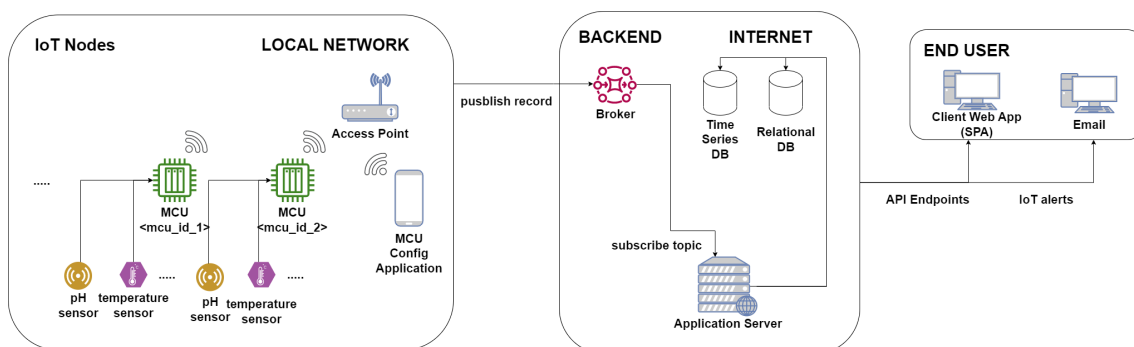 IoT Nodes
LOCAL NETWORK
Access Point
.....
MCU
<mcu_id_1>
MCU
<mcu_id_2>
MCU
Config
Application
pH
sensor
temperature
sensor
.....
pH
sensor
temperature
sensor
.....
pusblish record
BACKEND
INTERNET
Broker
Time
Series
DB
Relational
DB
subscribe topic
Application Server
END USER
Client Web App
(SPA)
Email
API Endpoints
IoT alerts